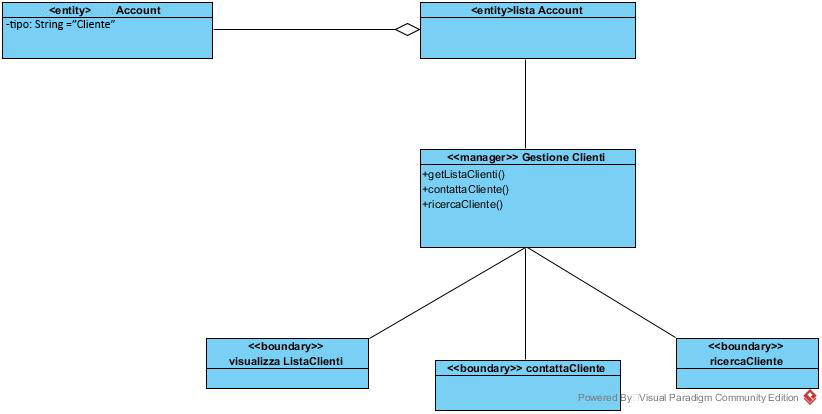 <entity> Account
-tipo: String ="Cliente"
<entity>lista Account
<<manager>> Gestione Clienti
+getListaClienti()
+contattaCliente()
+ricercaCliente()
<<boundary>>
visualizza ListaClienti
<<boundary>> contattaCliente
<<boundary>>
ricercaCliente
Powered By Visual Paradigm Community Edition